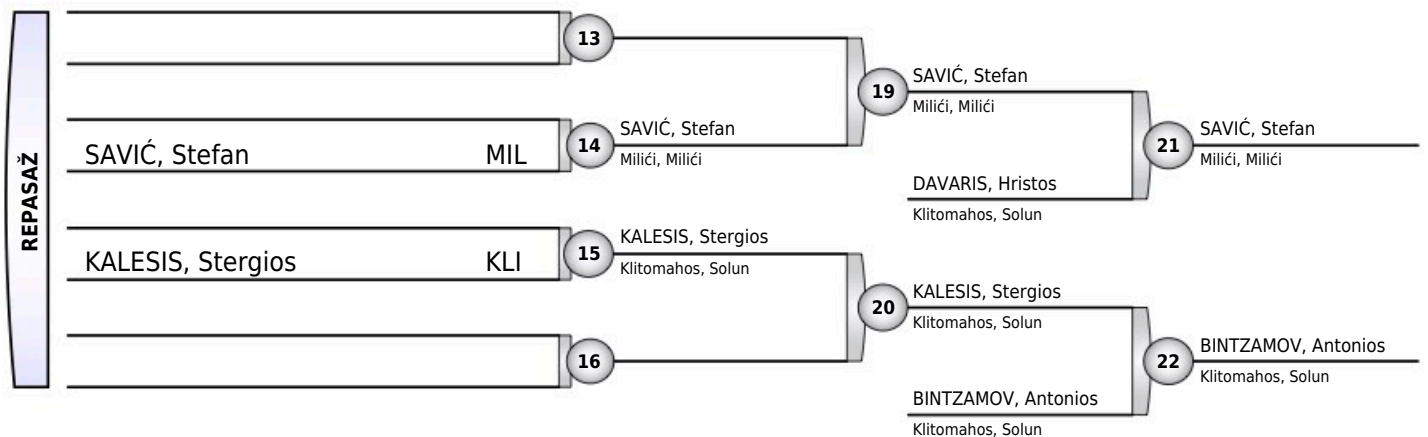 REPASAŽ
13
14
SAVIĆ, Stefan MIL
SAVIĆ, Stefan
Milići, Milići
15
KALESIS, Stergios KLI
KALESIS, Stergios
Klitomahos, Solun
16
19
SAVIĆ, Stefan
Milići, Milići
DAVARIS, Hristos
Klitomahos, Solun
20
KALESIS, Stergios
Klitomahos, Solun
BINTZAMOV, Antonios
Klitomahos, Solun
21
SAVIĆ, Stefan
Milići, Milići
22
BINTZAMOV, Antonios
Klitomahos, Solun